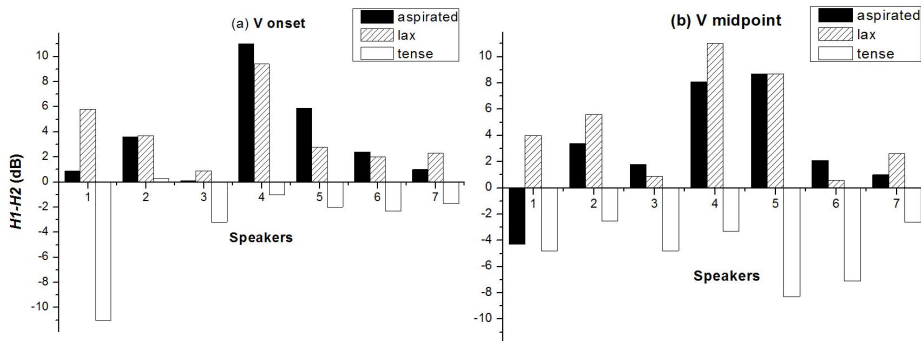 (a) V onset
aspirated
lax
tense
10
8
6
4
2
0
-2
-4
-6
-8
-10
H1-H2 (dB)
1 2 3 4 5 6 7
Speakers
(b) V midpoint
aspirated
lax
tense
10
8
6
4
2
0
-2
-4
-6
-8
-10
1 2 3 4 5 6 7
Speakers